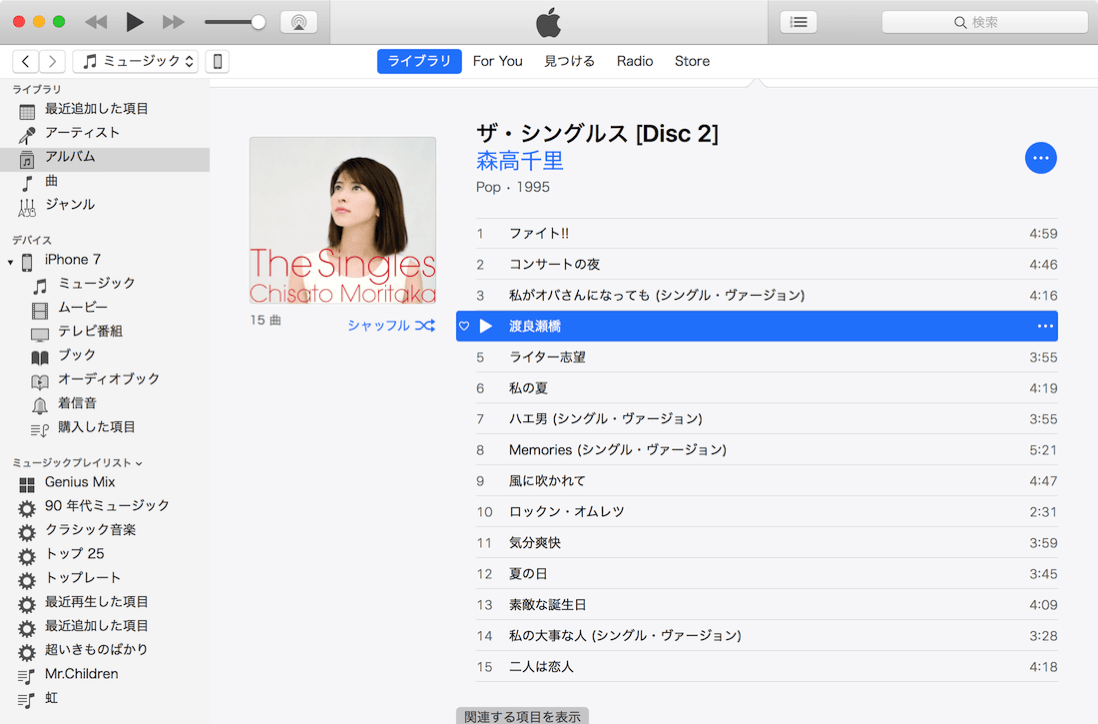 検索
ミュージック
ライブラリ For You 見つける Radio Store
ライブラリ
最近追加した項目
アーティスト
アルバム
曲
ジャンル
デバイス
iPhone 7
ミュージック
ムービー
テレビ番組
ブック
オーディオブック
着信音
購入した項目
ミュージックプレイリスト
Genius Mix
90 年代ミュージック
クラシック音楽
トップ 25
トップレート
最近再生した項目
最近追加した項目
超いきものばかり
Mr.Children
虹
The Singles
Chisato Moritaka
15 曲
シャッフル
ザ・シングルス [Disc 2]
森高千里
Pop・1995
1 ファイト!! 4:59
2 コンサートの夜 4:46
3 私がオバさんになっても (シングル・ヴァージョン) 4:16
渡良瀬橋
5 ライター志望 3:55
6 私の夏 4:19
7 ハエ男 (シングル・ヴァージョン) 3:55
8 Memories (シングル・ヴァージョン) 5:21
9 風に吹かれて 4:47
10 ロックン・オムレツ 2:31
11 気分爽快 3:59
12 夏の日 3:45
13 素敵な誕生日 4:09
14 私の大事な人 (シングル・ヴァージョン) 3:28
15 二人は恋人 4:18
関連する項目を表示